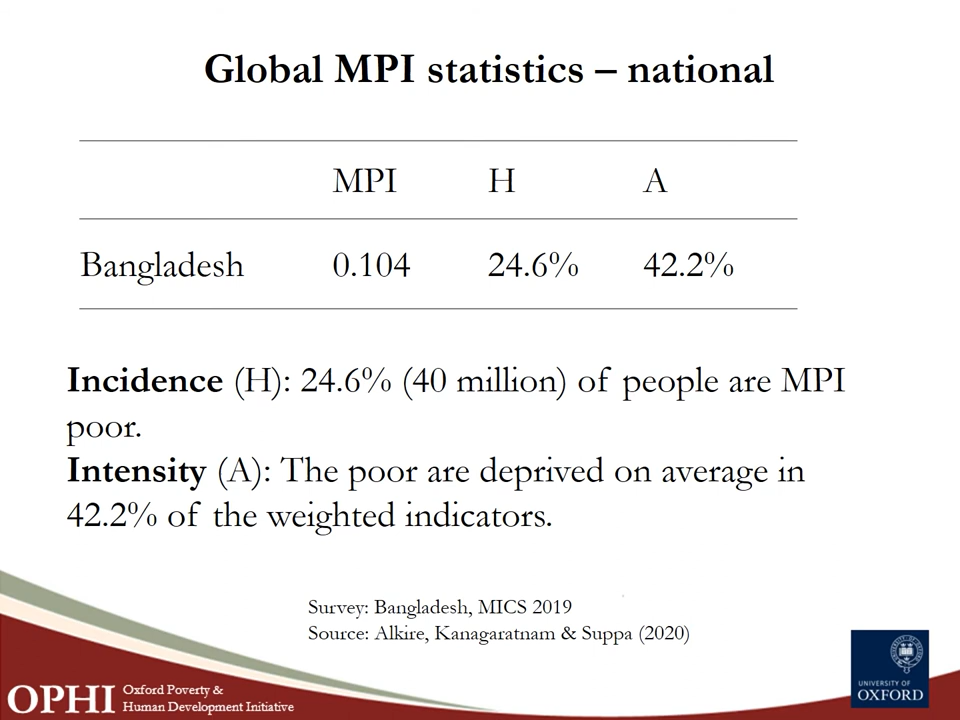 Global MPI statistics – national
MPI H A
Bangladesh 0.104 24.6% 42.2%
Incidence (H): 24.6% (40 million) of people are MPI
poor.
Intensity (A): The poor are deprived on average in
42.2% of the weighted indicators.
Survey: Bangladesh, MICS 2019
Source: Alkire, Kanagaratnam & Suppa (2020)
OPHI Oxford Poverty &
Human Development Initiative
UNIVERSITY OF
OXFORD